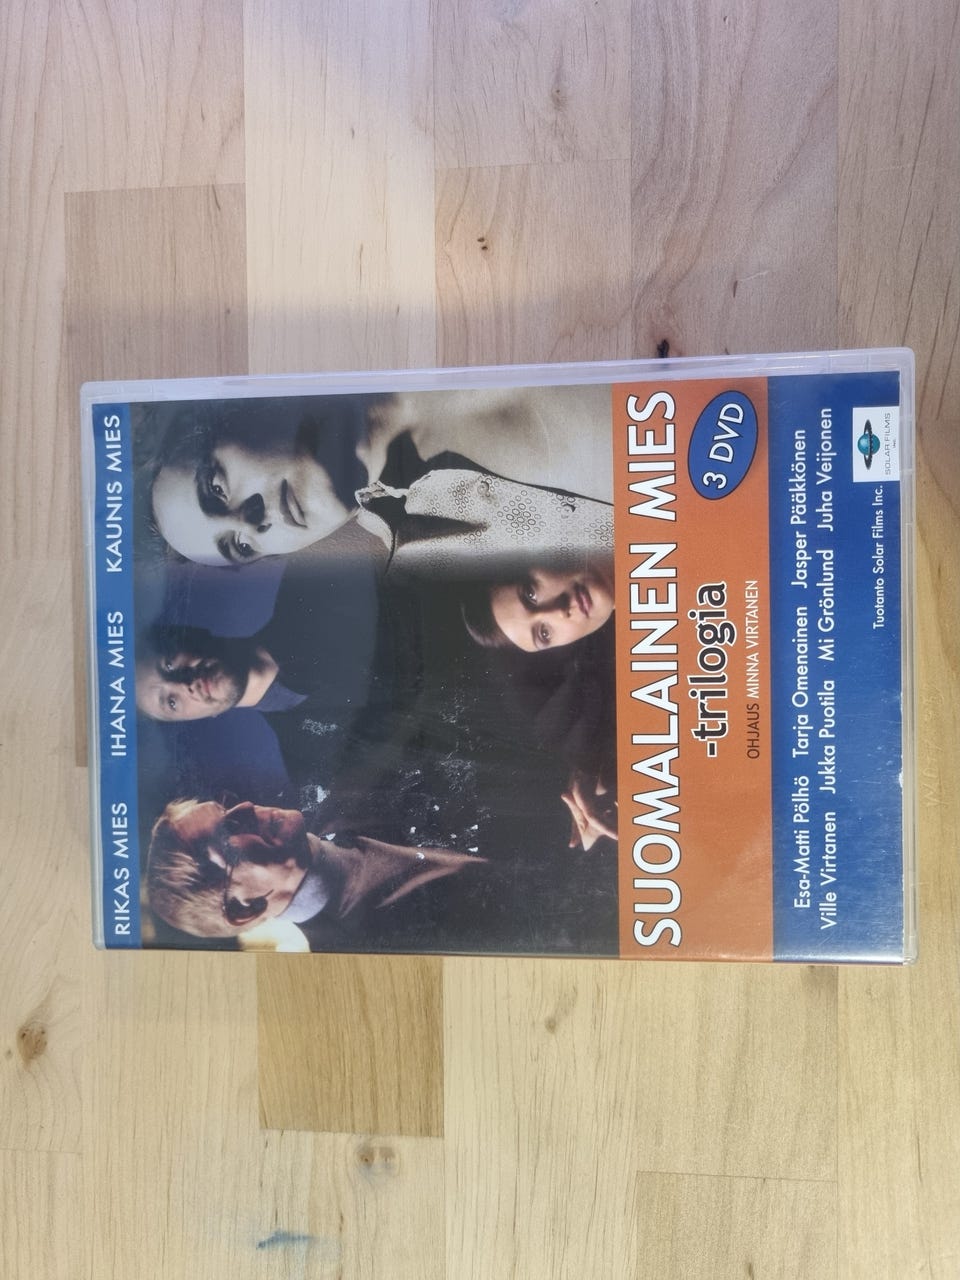 RIKAS MIES IHANA MIES KAUNIS MIES
SUOMALAINEN MIES
-trilogia
3 DVD
OHJAUS MINNA VIRTANEN
Esa-Matti Pölhö Tarja Omenainen Jasper Pääkkönen
Ville Virtanen Jukka Puotila Mi Grönlund Juha Veijonen
Tuotanto Solar Films Inc.
SOLAR FILMS
INC.